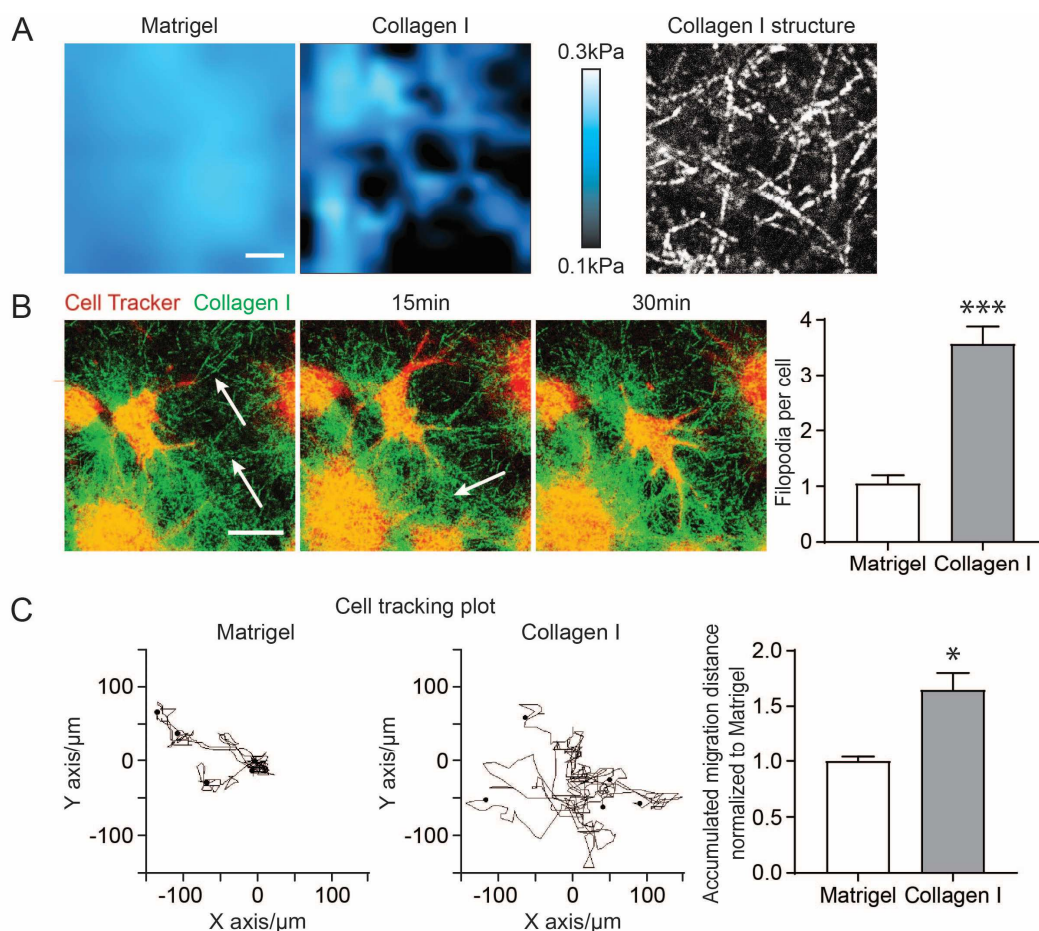 A
Matrigel
Collagen I
0.3kPa
0.1kPa
Collagen I structure
B
Cell Tracker Collagen I
15min
30min
Filopodia per cell
4
3
2
1
0
***
Matrigel Collagen I
C
Cell tracking plot
Matrigel
Y axis/µm
100
0
-100
-100 0 100
X axis/µm
Collagen I
Y axis/µm
100
0
-100
-100 0 100
X axis/µm
Accumulated migration distance
normalized to Matrigel
2.0
1.5
1.0
0.5
0.0
*
Matrigel Collagen I